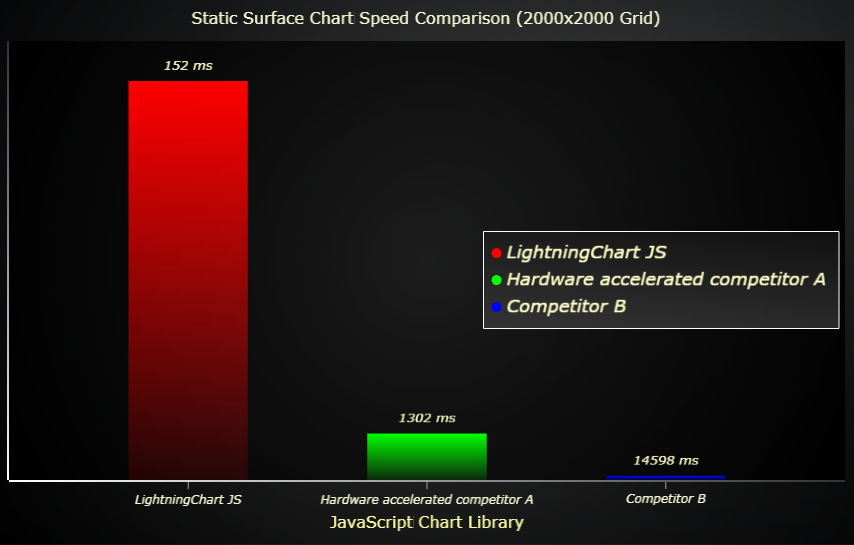 Static Surface Chart Speed Comparison (2000x2000 Grid)
152 ms
LightningChart JS
Hardware accelerated competitor A
Competitor B
1302 ms
14598 ms
LightningChart JS
Hardware accelerated competitor A
Competitor B
JavaScript Chart Library